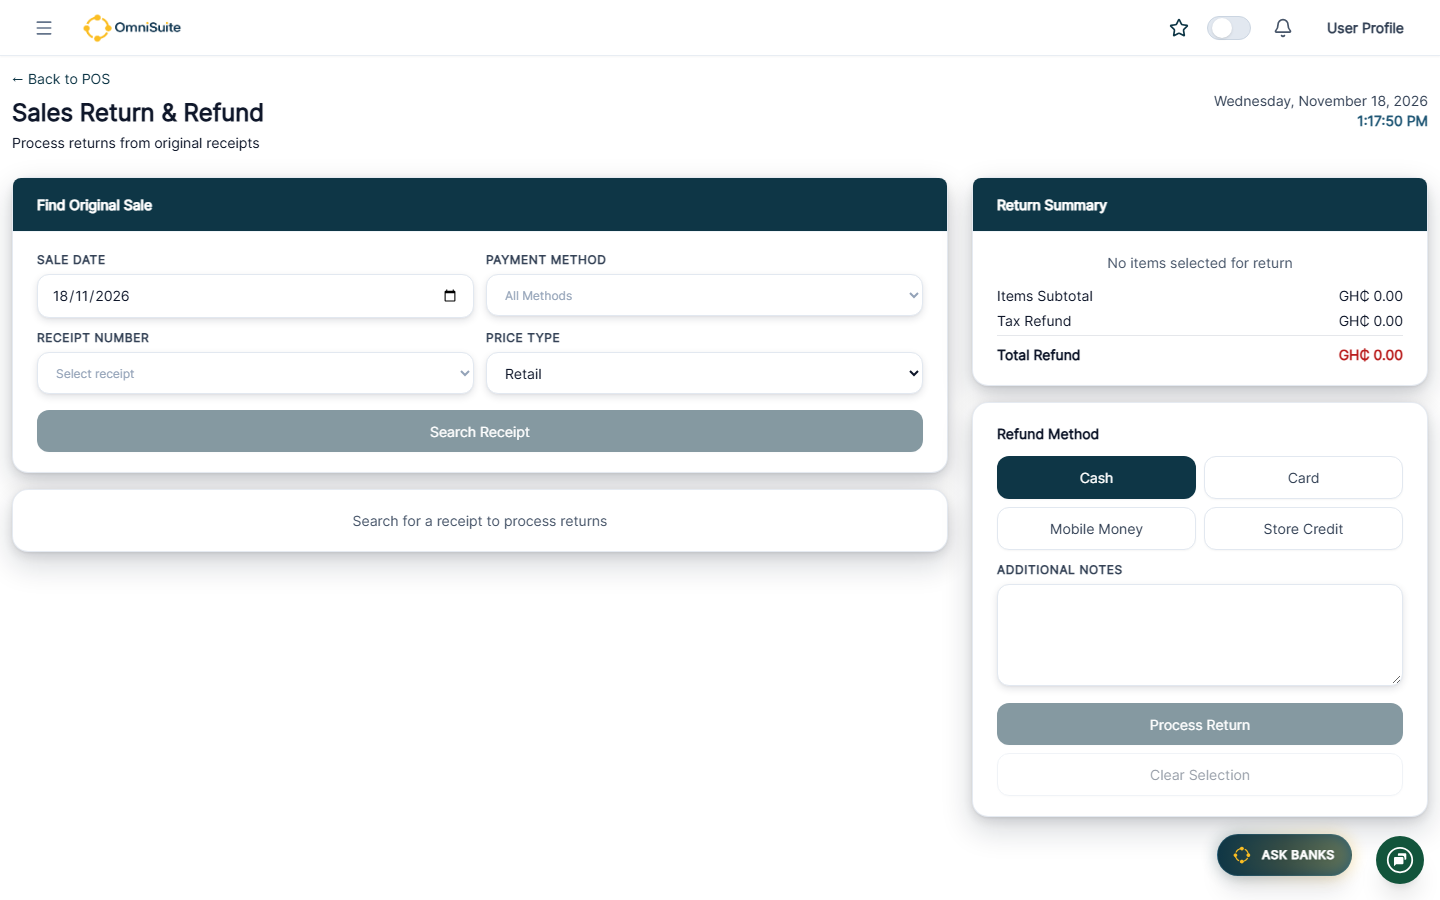 OmniSuite
User Profile
← Back to POS
Sales Return & Refund
Process returns from original receipts
Wednesday, November 18, 2026
1:17:50 PM
Find Original Sale
SALE DATE
18/11/2026
PAYMENT METHOD
All Methods
RECEIPT NUMBER
Select receipt
PRICE TYPE
Retail
Search Receipt
Search for a receipt to process returns
Return Summary
No items selected for return
Items Subtotal GH₵ 0.00
Tax Refund GH₵ 0.00
Total Refund GH₵ 0.00
Refund Method
Cash
Card
Mobile Money
Store Credit
ADDITIONAL NOTES
Process Return
Clear Selection
ASK BANKS